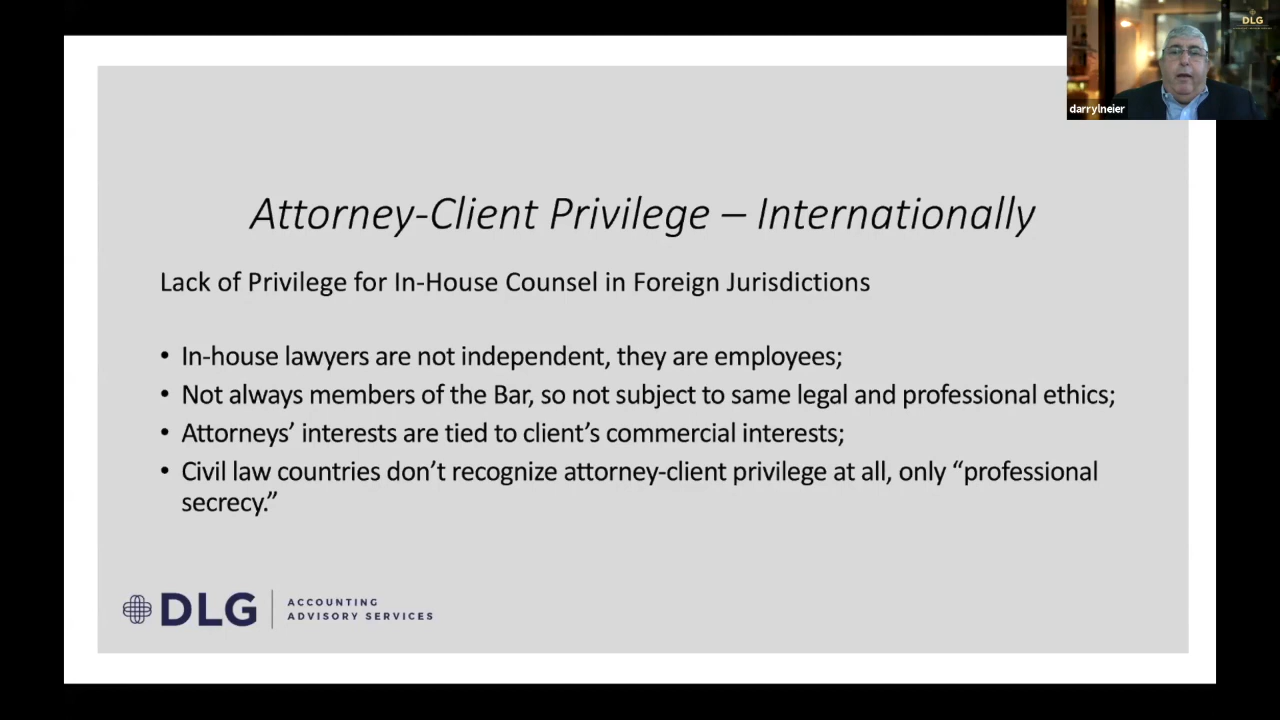 DLG
darrylneier
Attorney-Client Privilege – Internationally
Lack of Privilege for In-House Counsel in Foreign Jurisdictions
• In-house lawyers are not independent, they are employees;
• Not always members of the Bar, so not subject to same legal and professional ethics;
• Attorneys’ interests are tied to client’s commercial interests;
• Civil law countries don’t recognize attorney-client privilege at all, only “professional
secrecy.”
DLG
ACCOUNTING
ADVISORY SERVICES